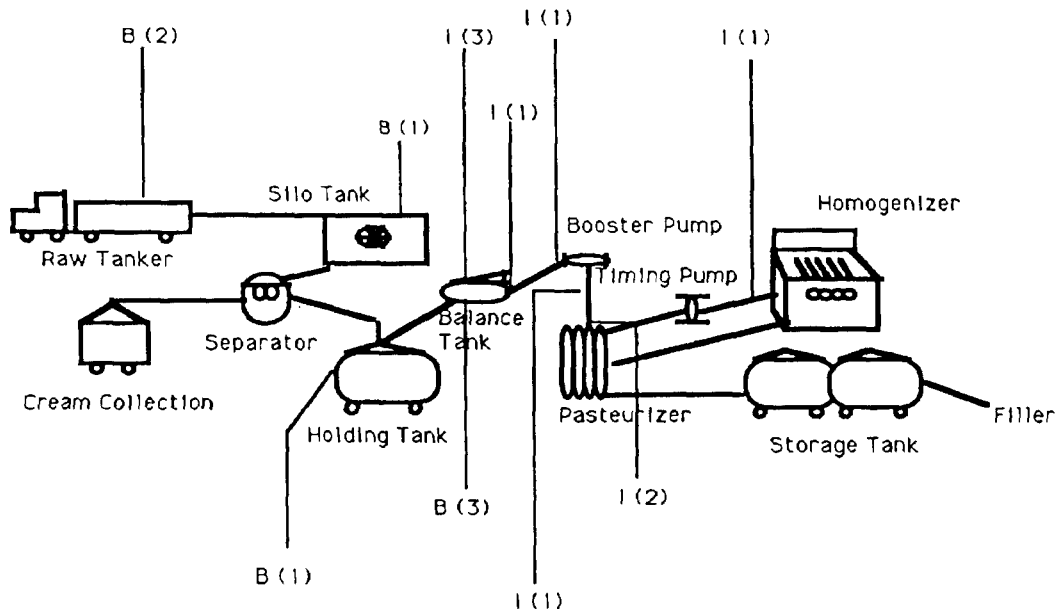 B (2)
I (3)
I (1)
I (1)
B (1)
I (1)
Silo Tank
Homogenizer
Booster Pump
Raw Tanker
Timing Pump
Separator
Balance
Tank
Cream Collection
Holding Tank
Pasteurizer
Storage Tank
Filler
B (3)
I (2)
B (1)
I (1)